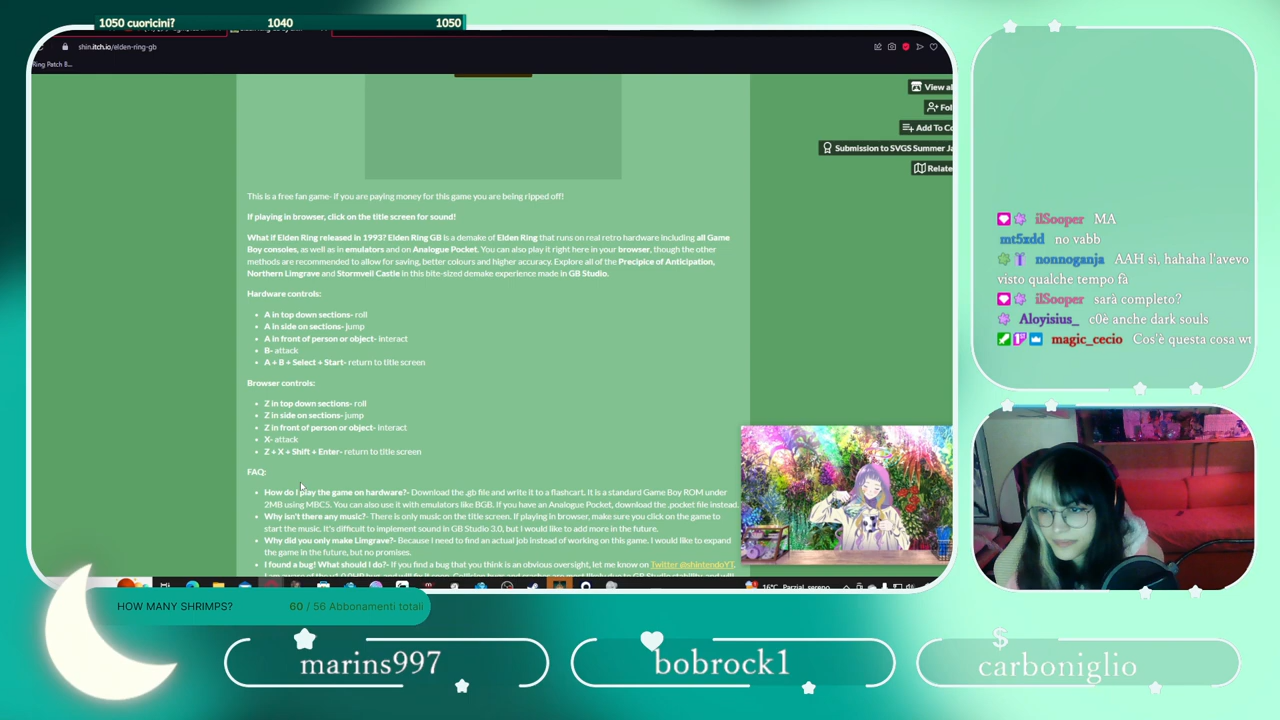 1050 cuoricini? 1040 1050
shin.itch.io/elden-ring-gb
Ring Patch B...
View al
Fol
Add To Co
Submission to SVGS Summer Ja
Relate
This is a free fan game- If you are paying money for this game you are being ripped off!
If playing in browser, click on the title screen for sound!
What if Elden Ring released in 1993? Elden Ring GB is a demake of Elden Ring that runs on real retro hardware including all Game
Boy consoles, as well as in emulators and on Analogue Pocket. You can also play it right here in your browser, though the other
methods are recommended to allow for saving, better colours and higher accuracy. Explore all of the Precipice of Anticipation,
Northern Limgrave and Stormveil Castle in this bite-sized demake experience made in GB Studio.
Hardware controls:
A in top down sections- roll
A in side on sections- jump
A in front of person or object- interact
B- attack
A + B + Select + Start- return to title screen
Browser controls:
Z in top down sections- roll
Z in side on sections- jump
Z in front of person or object- interact
X- attack
Z + X + Shift + Enter- return to title screen
FAQ:
How do I play the game on hardware?- Download the .gb file and write it to a flashcart. It is a standard Game Boy ROM under
2MB using MBC5. You can also use it with emulators like BGB. If you have an Analogue Pocket, download the .pocket file instead.
Why isn't there any music?- There is only music on the title screen. If playing in browser, make sure you click on the game to
start the music. It's difficult to implement sound in GB Studio 3.0, but I would like to add more in the future.
Why did you only make Limgrave?- Because I need to find an actual job instead of working on this game. I would like to expand
the game in the future, but no promises.
I found a bug! What should I do?- If you find a bug that you think is an obvious oversight, let me know on Twitter @shintendoYT.
16°C Parzial. sereno
ilSooper MA
mt5xdd no vabb
nonnoganja AAH sì, hahaha l'avevo
visto qualche tempo fà
ilSooper sarà completo?
Aloyisius_ c0è anche dark souls
magic_cecio Cos'è questa cosa wt
HOW MANY SHRIMPS? 60 / 56 Abbonamenti totali
marins997
bobrock1
$
carboniglio